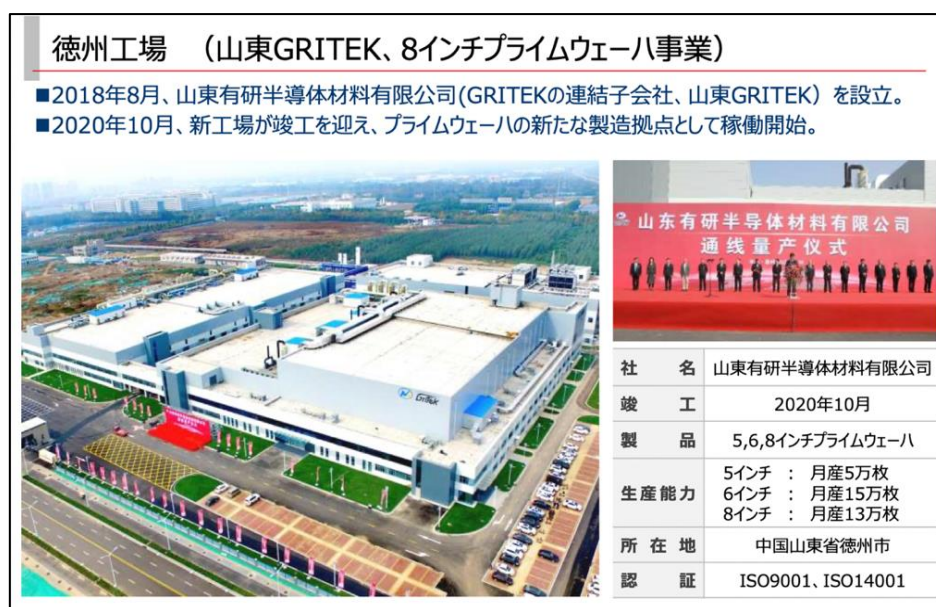 徳州工場 （山東GRITEK、8インチプライムウェーハ事業）
■2018年8月、山東有研半導体材料有限公司(GRITEKの連結子会社、山東GRITEK）を設立。
■2020年10月、新工場が竣工を迎え、プライムウェーハの新たな製造拠点として稼働開始。
GriTek
山东有研半导体材料有限公司
通线量产仪式
社名 山東有研半導体材料有限公司
竣工 2020年10月
製品 5,6,8インチプライムウェーハ
生産能力 5インチ ： 月産5万枚
6インチ ： 月産15万枚
8インチ ： 月産13万枚
所在地 中国山東省徳州市
認証 ISO9001、ISO14001